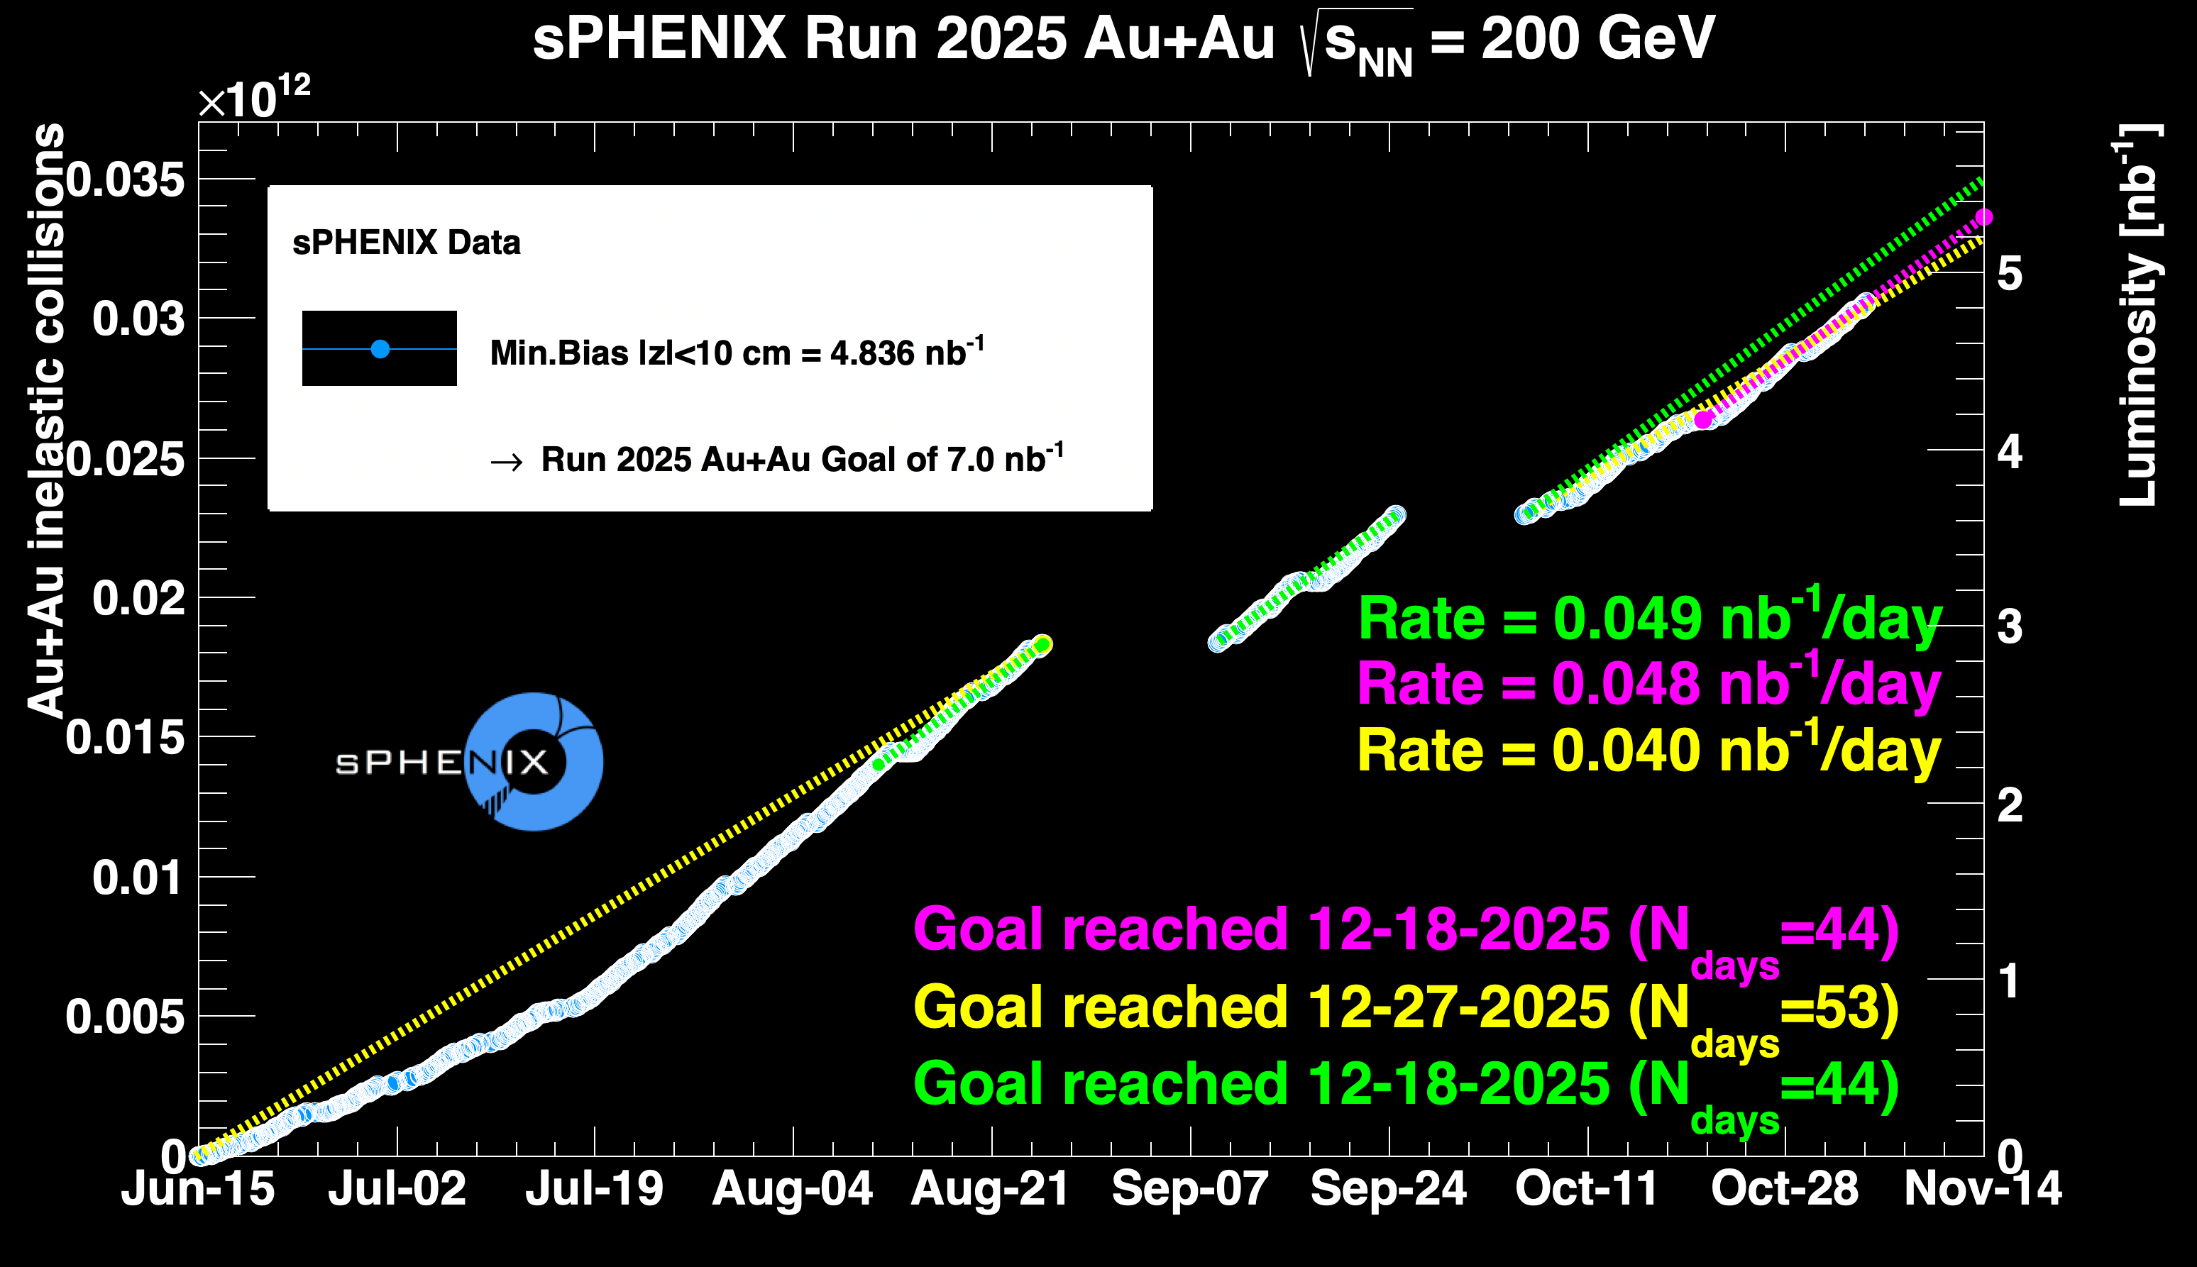 sPHENIX Run 2025 Au+Au √sNN = 200 GeV
×10^12
Au+Au inelastic collisions
0.035
0.03
0.025
0.02
0.015
0.01
0.005
0
sPHENIX Data
Min.Bias |z|<10 cm = 4.836 nb^-1
→ Run 2025 Au+Au Goal of 7.0 nb^-1
sPHENIX
Rate = 0.049 nb^-1/day
Rate = 0.048 nb^-1/day
Rate = 0.040 nb^-1/day
Goal reached 12-18-2025 (Ndays=44)
Goal reached 12-27-2025 (Ndays=53)
Goal reached 12-18-2025 (Ndays=44)
Luminosity [nb^-1]
5
4
3
2
1
0
Jun-15 Jul-02 Jul-19 Aug-04 Aug-21 Sep-07 Sep-24 Oct-11 Oct-28 Nov-14